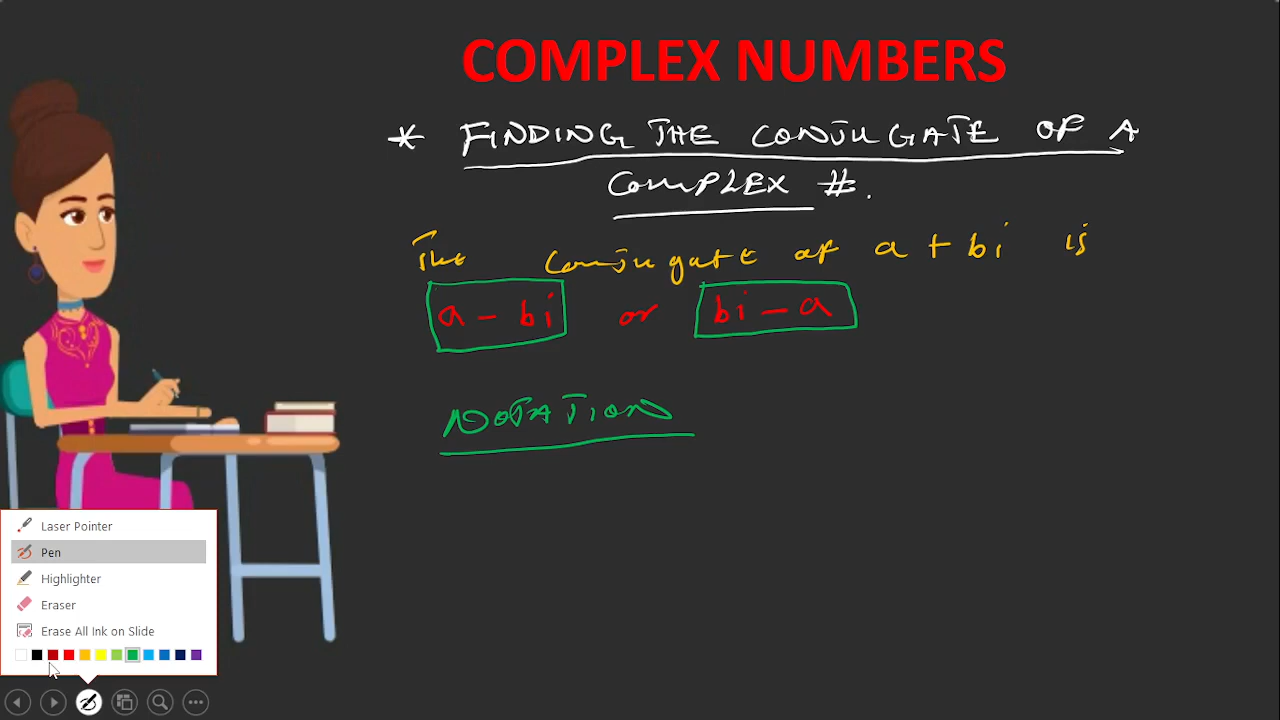 COMPLEX NUMBERS
* FINDING THE CONJUGATE OF A
COMPLEX #.
The conjugate of a + bi is
a - bi or bi - a
NOTATION
Laser Pointer
Pen
Highlighter
Eraser
Erase All Ink on Slide